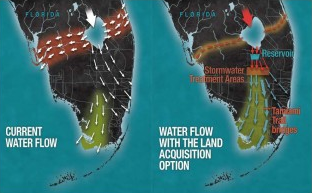 FLORIDA
CURRENT
WATER FLOW
FLORIDA
Reservoir
Stormwater
Treatment Areas
Tamiami
Trail
bridges
WATER FLOW
WITH THE LAND
ACQUISITION
OPTION